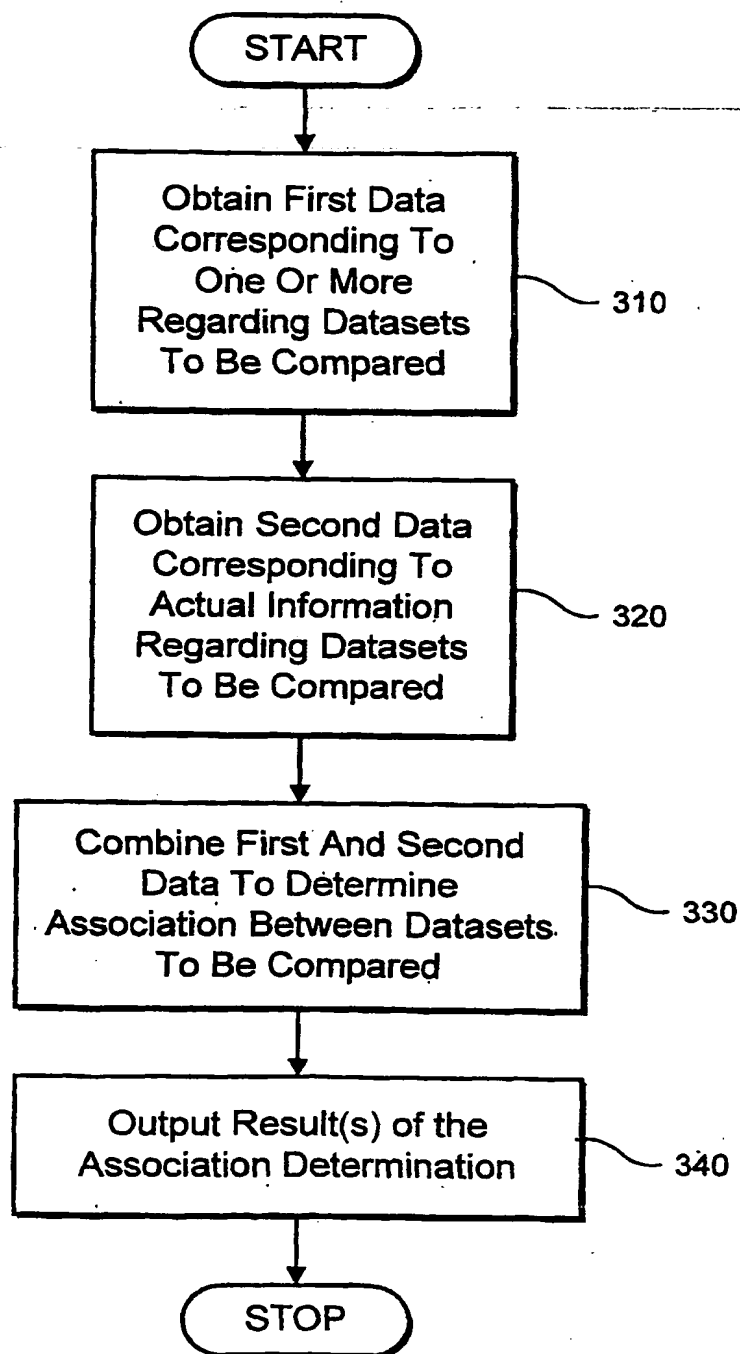 START
Obtain First Data
Corresponding To
One Or More
Regarding Datasets
To Be Compared
310
Obtain Second Data
Corresponding To
Actual Information
Regarding Datasets
To Be Compared
320
Combine First And Second
Data To Determine
Association Between Datasets
To Be Compared
330
Output Result(s) of the
Association Determination
340
STOP